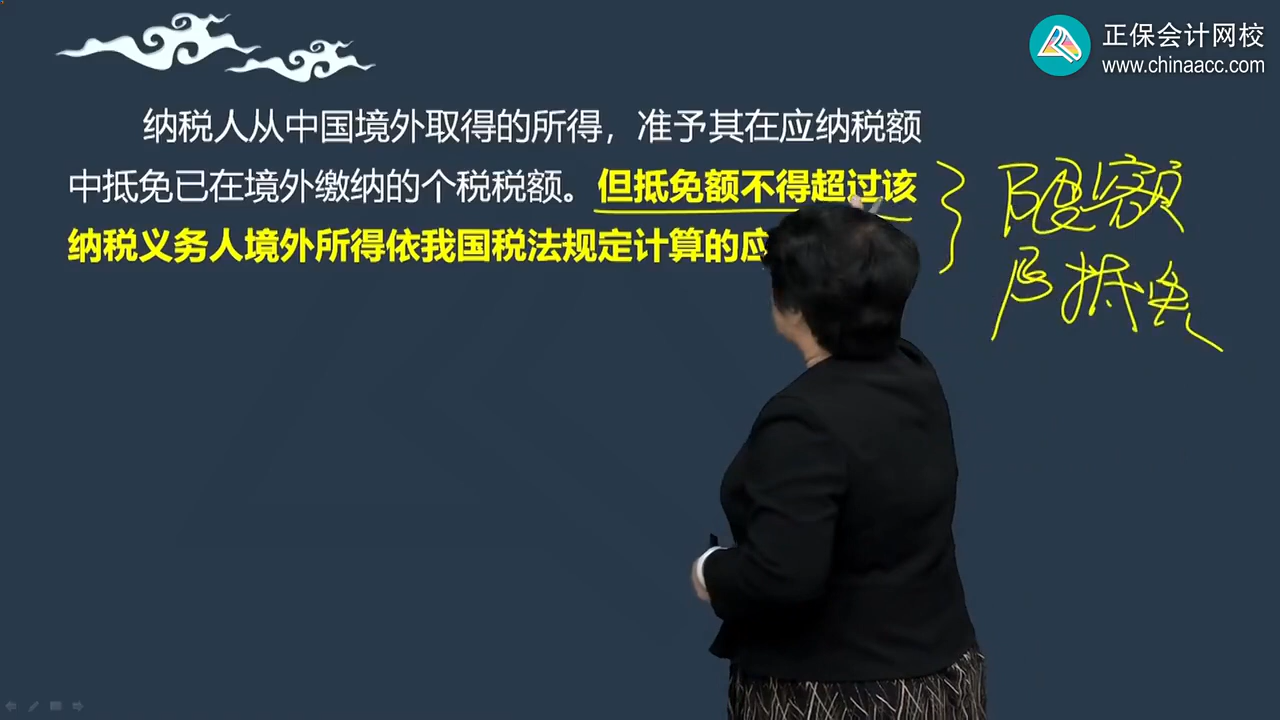 正保会计网校
www.chinaacc.com
纳税人从中国境外取得的所得，准予其在应纳税额
中抵免已在境外缴纳的个税税额。但抵免额不得超过该
纳税义务人境外所得依我国税法规定计算的应
限额
抵免